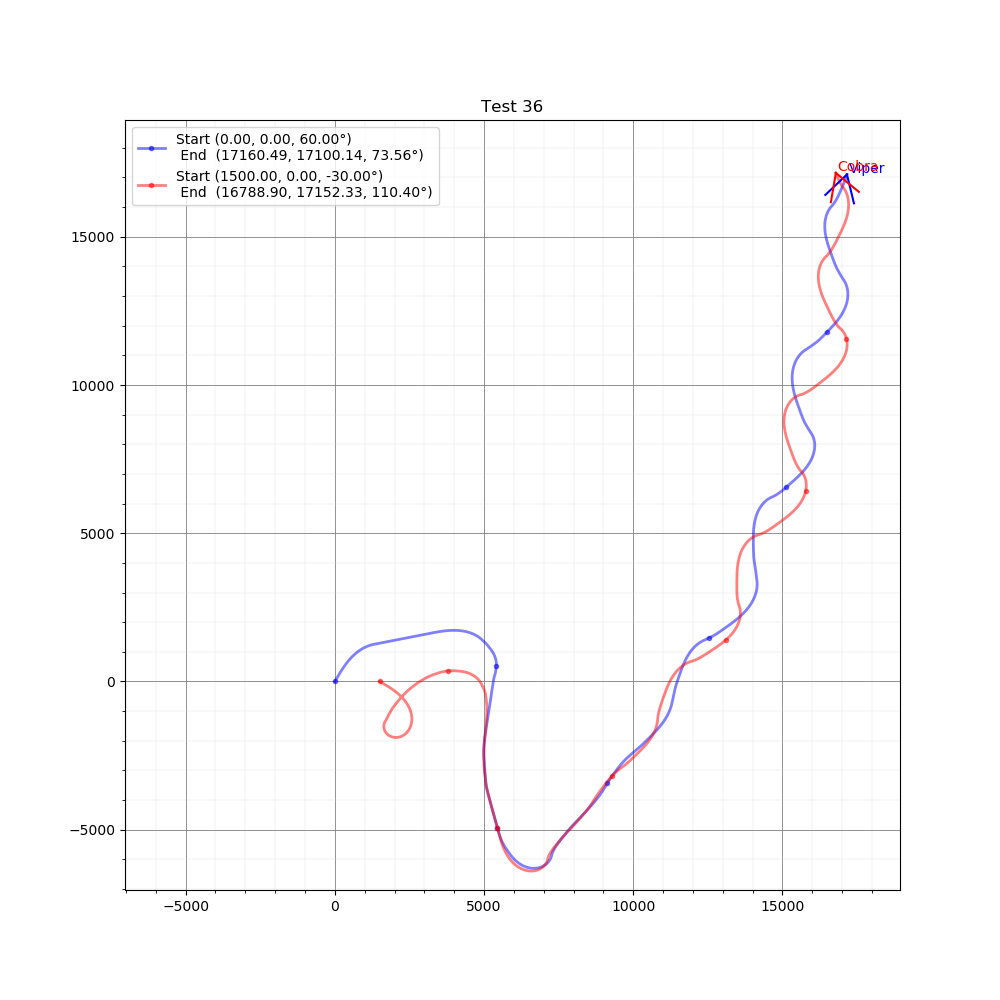 Test 36
Start (0.00, 0.00, 60.00°)
End  (17160.49, 17100.14, 73.56°)
Start (1500.00, 0.00, -30.00°)
End  (16788.90, 17152.33, 110.40°)
Cobra
Viper
15000
10000
5000
0
−5000
−5000
0
5000
10000
15000